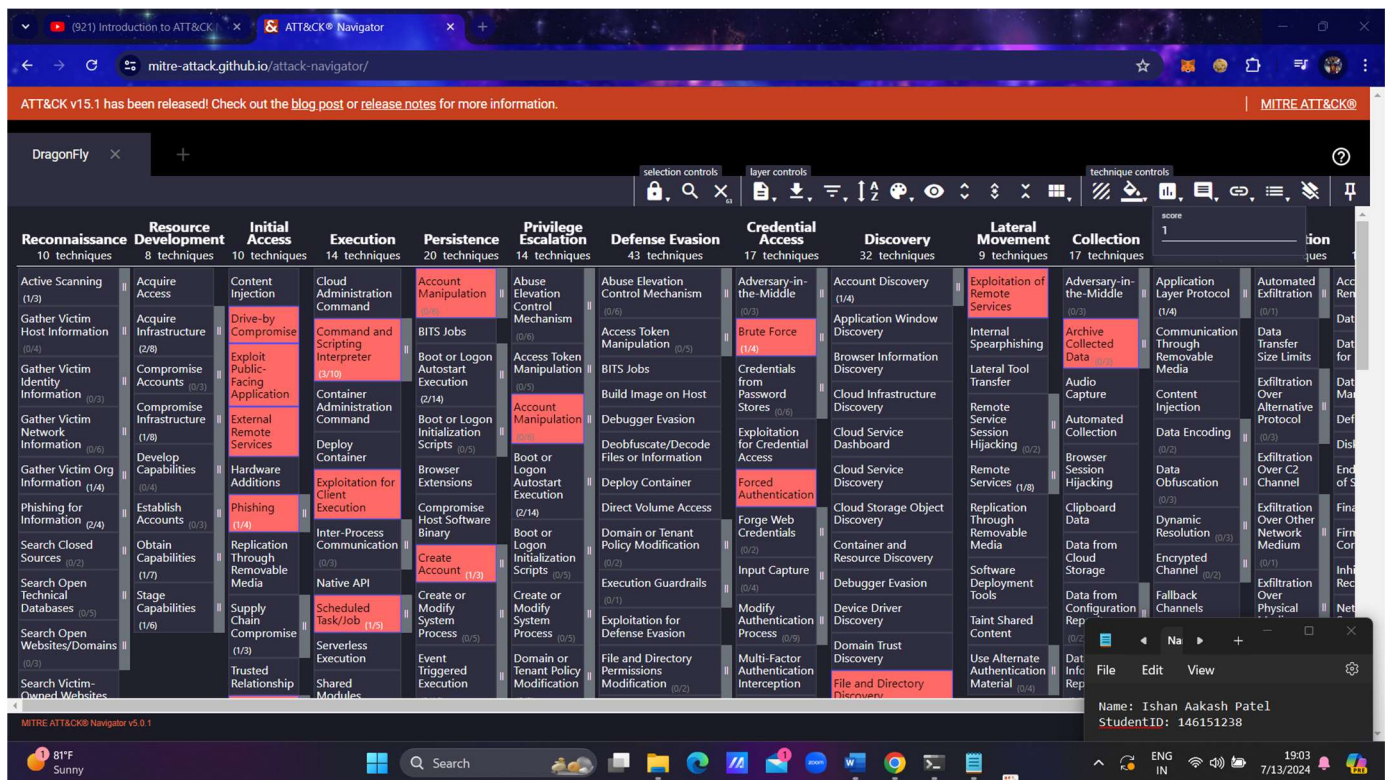 (921) Introduction to ATT&CK N
ATT&CK® Navigator
mitre-attack.github.io/attack-navigator/
ATT&CK v15.1 has been released! Check out the blog post or release notes for more information.
MITRE ATT&CK®
DragonFly
selection controls
layer controls
technique controls
63
score
1
Reconnaissance
10 techniques
Active Scanning
(1/3)
Gather Victim
Host Information
(0/4)
Gather Victim
Identity
Information (0/3)
Gather Victim
Network
Information (0/6)
Gather Victim Org
Information (1/4)
Phishing for
Information (2/4)
Search Closed
Sources (0/2)
Search Open
Technical
Databases (0/5)
Search Open
Websites/Domains
(0/3)
Search Victim-
Owned Websites
Resource
Development
8 techniques
Acquire
Access
Acquire
Infrastructure
(2/8)
Compromise
Accounts (0/3)
Compromise
Infrastructure
(1/8)
Develop
Capabilities
(0/4)
Establish
Accounts (0/3)
Obtain
Capabilities
(1/7)
Stage
Capabilities
(1/6)
Initial
Access
10 techniques
Content
Injection
Drive-by
Compromise
Exploit
Public-
Facing
Application
External
Remote
Services
Hardware
Additions
Phishing
(1/4)
Replication
Through
Removable
Media
Supply
Chain
Compromise
(1/3)
Trusted
Relationship
Execution
14 techniques
Cloud
Administration
Command
Command and
Scripting
Interpreter
(3/10)
Container
Administration
Command
Deploy
Container
Exploitation for
Client
Execution
Inter-Process
Communication
(0/3)
Native API
Scheduled
Task/Job (1/5)
Serverless
Execution
Shared
Modules
Persistence
20 techniques
Account
Manipulation
(0/6)
BITS Jobs
Boot or Logon
Autostart
Execution
(2/14)
Boot or Logon
Initialization
Scripts (0/5)
Browser
Extensions
Compromise
Host Software
Binary
Create
Account (1/3)
Create or
Modify
System
Process (0/5)
Event
Triggered
Execution
Privilege
Escalation
14 techniques
Abuse
Elevation
Control
Mechanism
(0/6)
Access Token
Manipulation
(0/5)
Account
Manipulation
(0/6)
Boot or
Logon
Autostart
Execution
(2/14)
Boot or
Logon
Initialization
Scripts (0/5)
Create or
Modify
System
Process (0/5)
Domain or
Tenant Policy
Modification
Defense Evasion
43 techniques
Abuse Elevation
Control Mechanism
(0/6)
Access Token
Manipulation (0/5)
BITS Jobs
Build Image on Host
Debugger Evasion
Deobfuscate/Decode
Files or Information
Deploy Container
Direct Volume Access
Domain or Tenant
Policy Modification
(0/2)
Execution Guardrails
(0/1)
Exploitation for
Defense Evasion
File and Directory
Permissions
Modification (0/2)
Credential
Access
17 techniques
Adversary-in-
the-Middle
(0/3)
Brute Force
(1/4)
Credentials
from
Password
Stores (0/6)
Exploitation
for Credential
Access
Forced
Authentication
Forge Web
Credentials
(0/2)
Input Capture
(0/4)
Modify
Authentication
Process (0/9)
Multi-Factor
Authentication
Interception
Discovery
32 techniques
Account Discovery
(1/4)
Application Window
Discovery
Browser Information
Discovery
Cloud Infrastructure
Discovery
Cloud Service
Dashboard
Cloud Service
Discovery
Cloud Storage Object
Discovery
Container and
Resource Discovery
Debugger Evasion
Device Driver
Discovery
Domain Trust
Discovery
File and Directory
Discovery
Lateral
Movement
9 techniques
Exploitation of
Remote
Services
Internal
Spearphishing
Lateral Tool
Transfer
Remote
Service
Session
Hijacking (0/2)
Remote
Services (1/8)
Replication
Through
Removable
Media
Software
Deployment
Tools
Taint Shared
Content
Use Alternate
Authentication
Material (0/4)
Collection
17 techniques
Adversary-in-
the-Middle
(0/3)
Archive
Collected
Data (0/3)
Audio
Capture
Automated
Collection
Browser
Session
Hijacking
Clipboard
Data
Data from
Cloud
Storage
Data from
Configuration
Application
Layer Protocol
(1/4)
Communication
Through
Removable
Media
Content
Injection
Data Encoding
(0/2)
Data
Obfuscation
(0/3)
Dynamic
Resolution (0/3)
Encrypted
Channel (0/2)
Fallback
Channels
Automated
Exfiltration
(0/1)
Data
Transfer
Size Limits
Exfiltration
Over
Alternative
Protocol
(0/3)
Exfiltration
Over C2
Channel
Exfiltration
Over Other
Network
Medium
(0/1)
Exfiltration
Over
Physical
MITRE ATT&CK® Navigator v5.0.1
File Edit View
Name: Ishan Aakash Patel
StudentID: 146151238
1
81°F
Sunny
Search
zoom
ENG
IN
19:03
7/13/2024